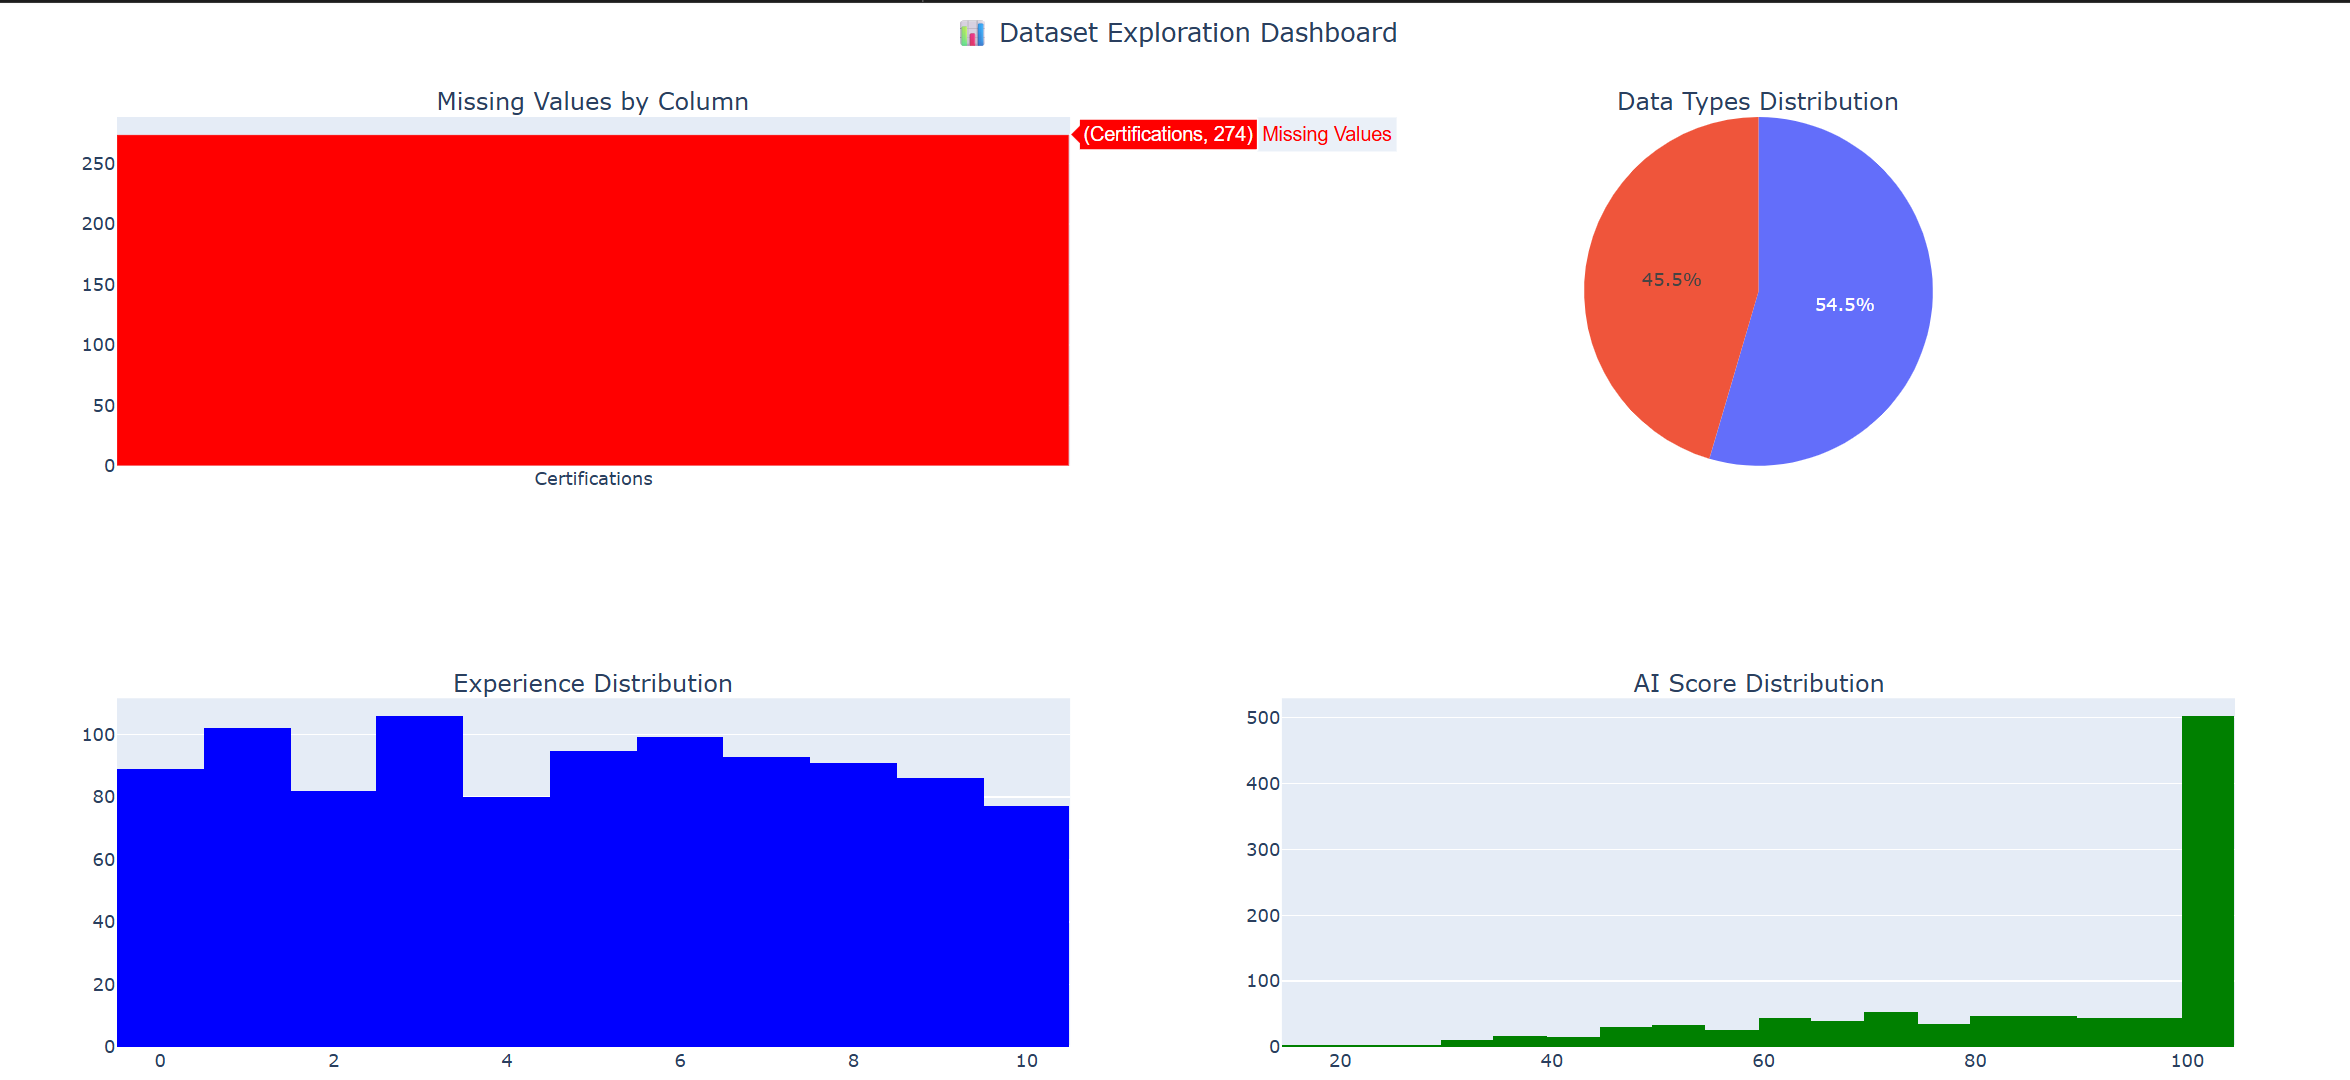 📊 Dataset Exploration Dashboard
Missing Values by Column
250
200
150
100
50
0
Certifications
(Certifications, 274) Missing Values
Data Types Distribution
45.5%
54.5%
Experience Distribution
100
80
60
40
20
0
0 2 4 6 8 10
AI Score Distribution
500
400
300
200
100
0
20 40 60 80 100